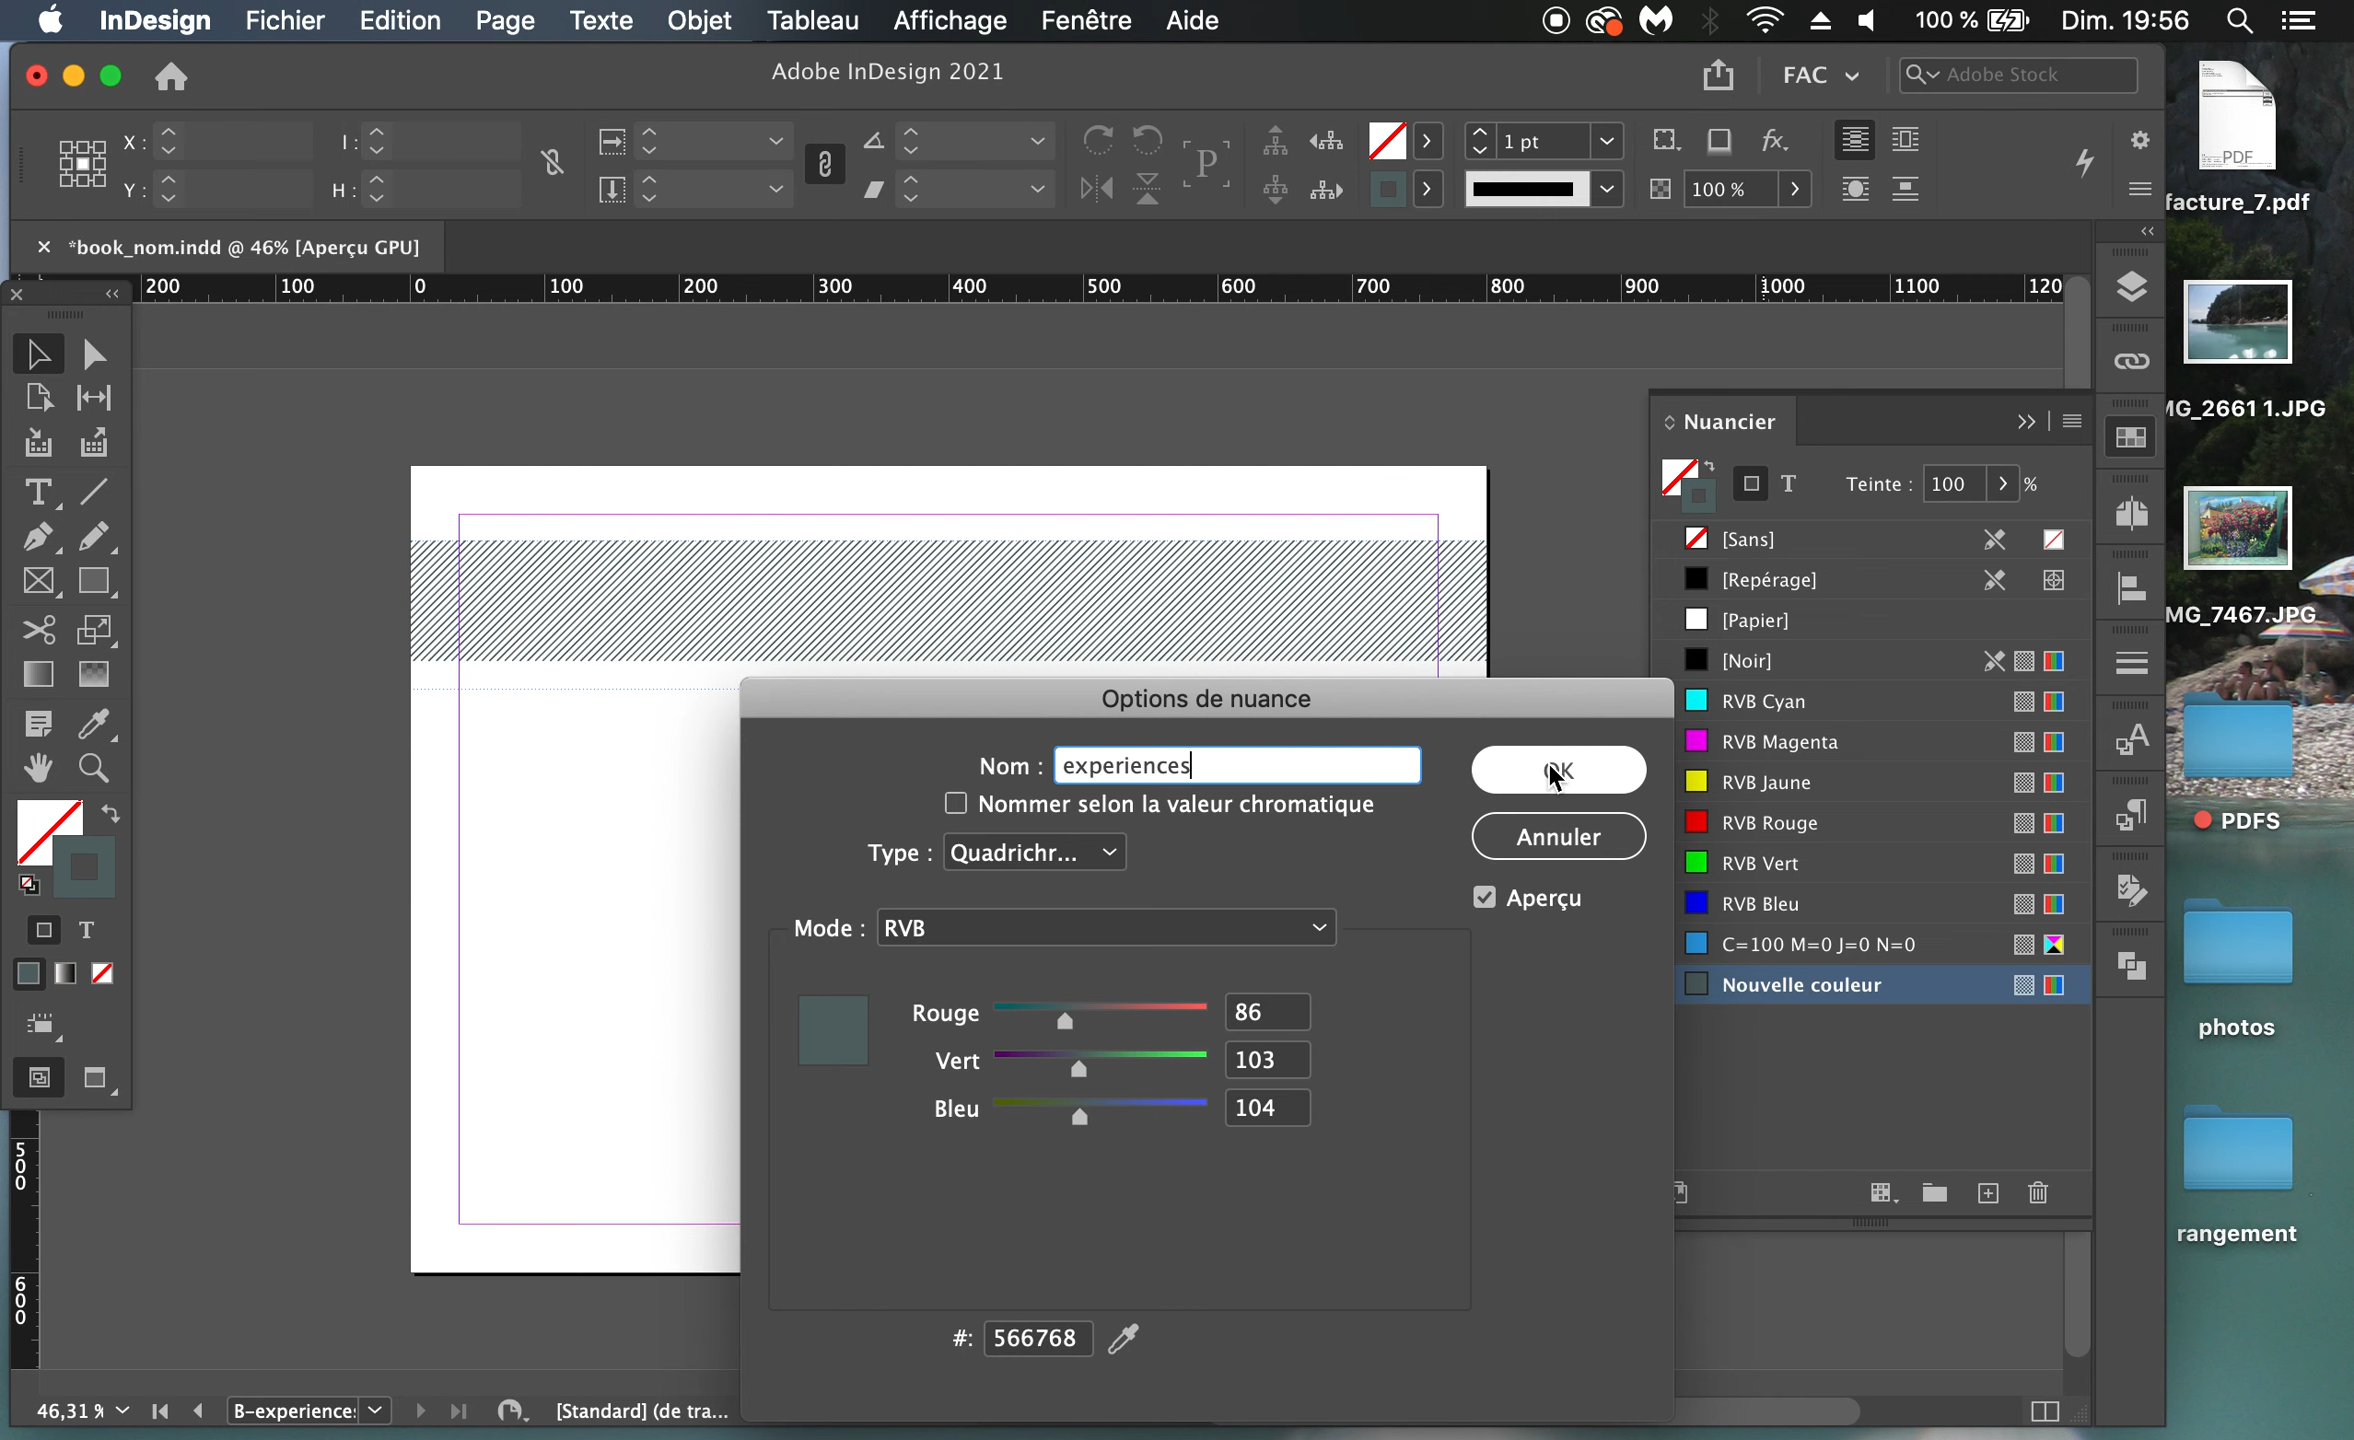 InDesign Fichier Edition Page Texte Objet Tableau Affichage Fenêtre Aide 100 % Dim. 19:56
Adobe InDesign 2021
FAC
Adobe Stock
X : I : 1 pt fx
Y : H : 100 %
P
*book_nom.indd @ 46% [Aperçu GPU]
200 100 0 100 200 300 400 500 600 700 800 900 1000 1100 120
PDF
facture_7.pdf
MG_2661 1.JPG
MG_7467.JPG
PDFS
photos
rangement
Nuancier
T Teinte : 100 %
[Sans]
[Repérage]
[Papier]
[Noir]
RVB Cyan
RVB Magenta
RVB Jaune
RVB Rouge
RVB Vert
RVB Bleu
C=100 M=0 J=0 N=0
Nouvelle couleur
Options de nuance
Nom : experiences
OK
Nommer selon la valeur chromatique
Type : Quadrichr...
Annuler
Aperçu
Mode : RVB
Rouge 86
Vert 103
Bleu 104
#: 566768
T
T
500
600
46,31 % B-experience: [Standard] (de tra...